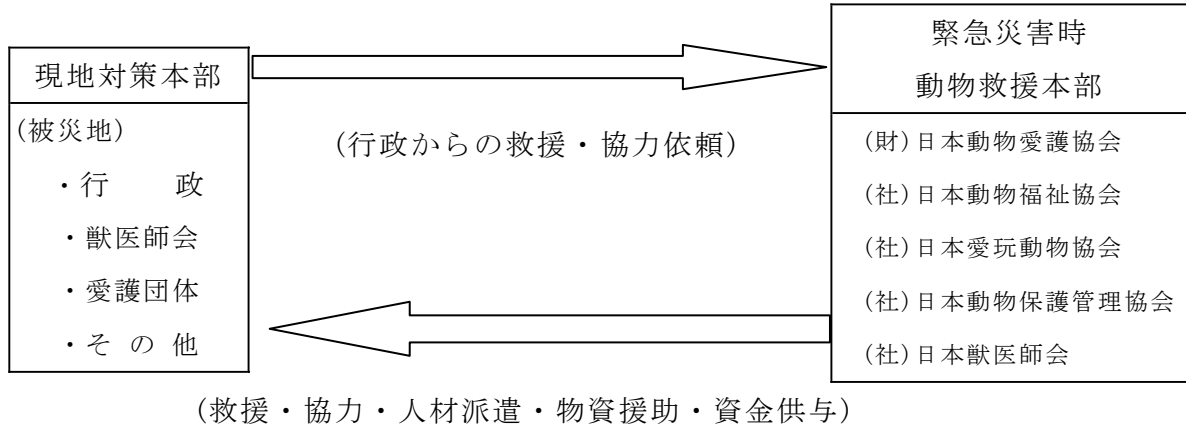 現地対策本部
(被災地)
・行　　政
・獣医師会
・愛護団体
・そ の 他
(行政からの救援・協力依頼)
緊急災害時
動物救援本部
(財)日本動物愛護協会
(社)日本動物福祉協会
(社)日本愛玩動物協会
(社)日本動物保護管理協会
(社)日本獣医師会
(救援・協力・人材派遣・物資援助・資金供与)